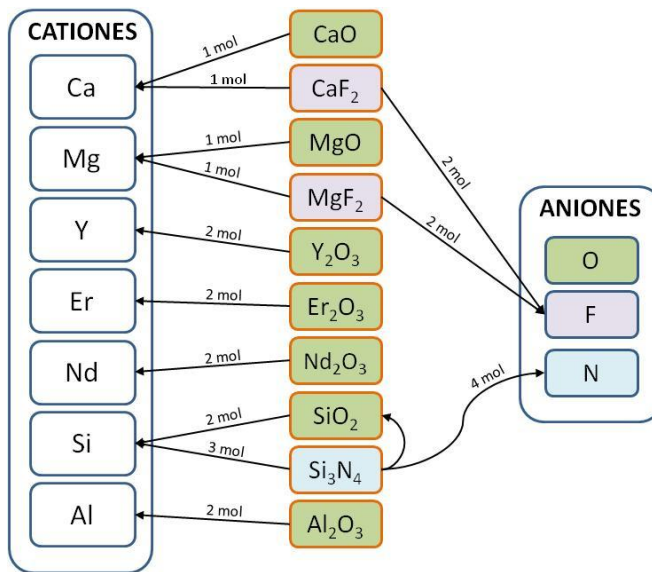 CATIONES
Ca
Mg
Y
Er
Nd
Si
Al
1 mol
1 mol
1 mol
1 mol
2 mol
2 mol
2 mol
2 mol
3 mol
2 mol
CaO
CaF₂
MgO
MgF₂
Y₂O₃
Er₂O₃
Nd₂O₃
SiO₂
Si₃N₄
Al₂O₃
2 mol
2 mol
4 mol
ANIONES
O
F
N